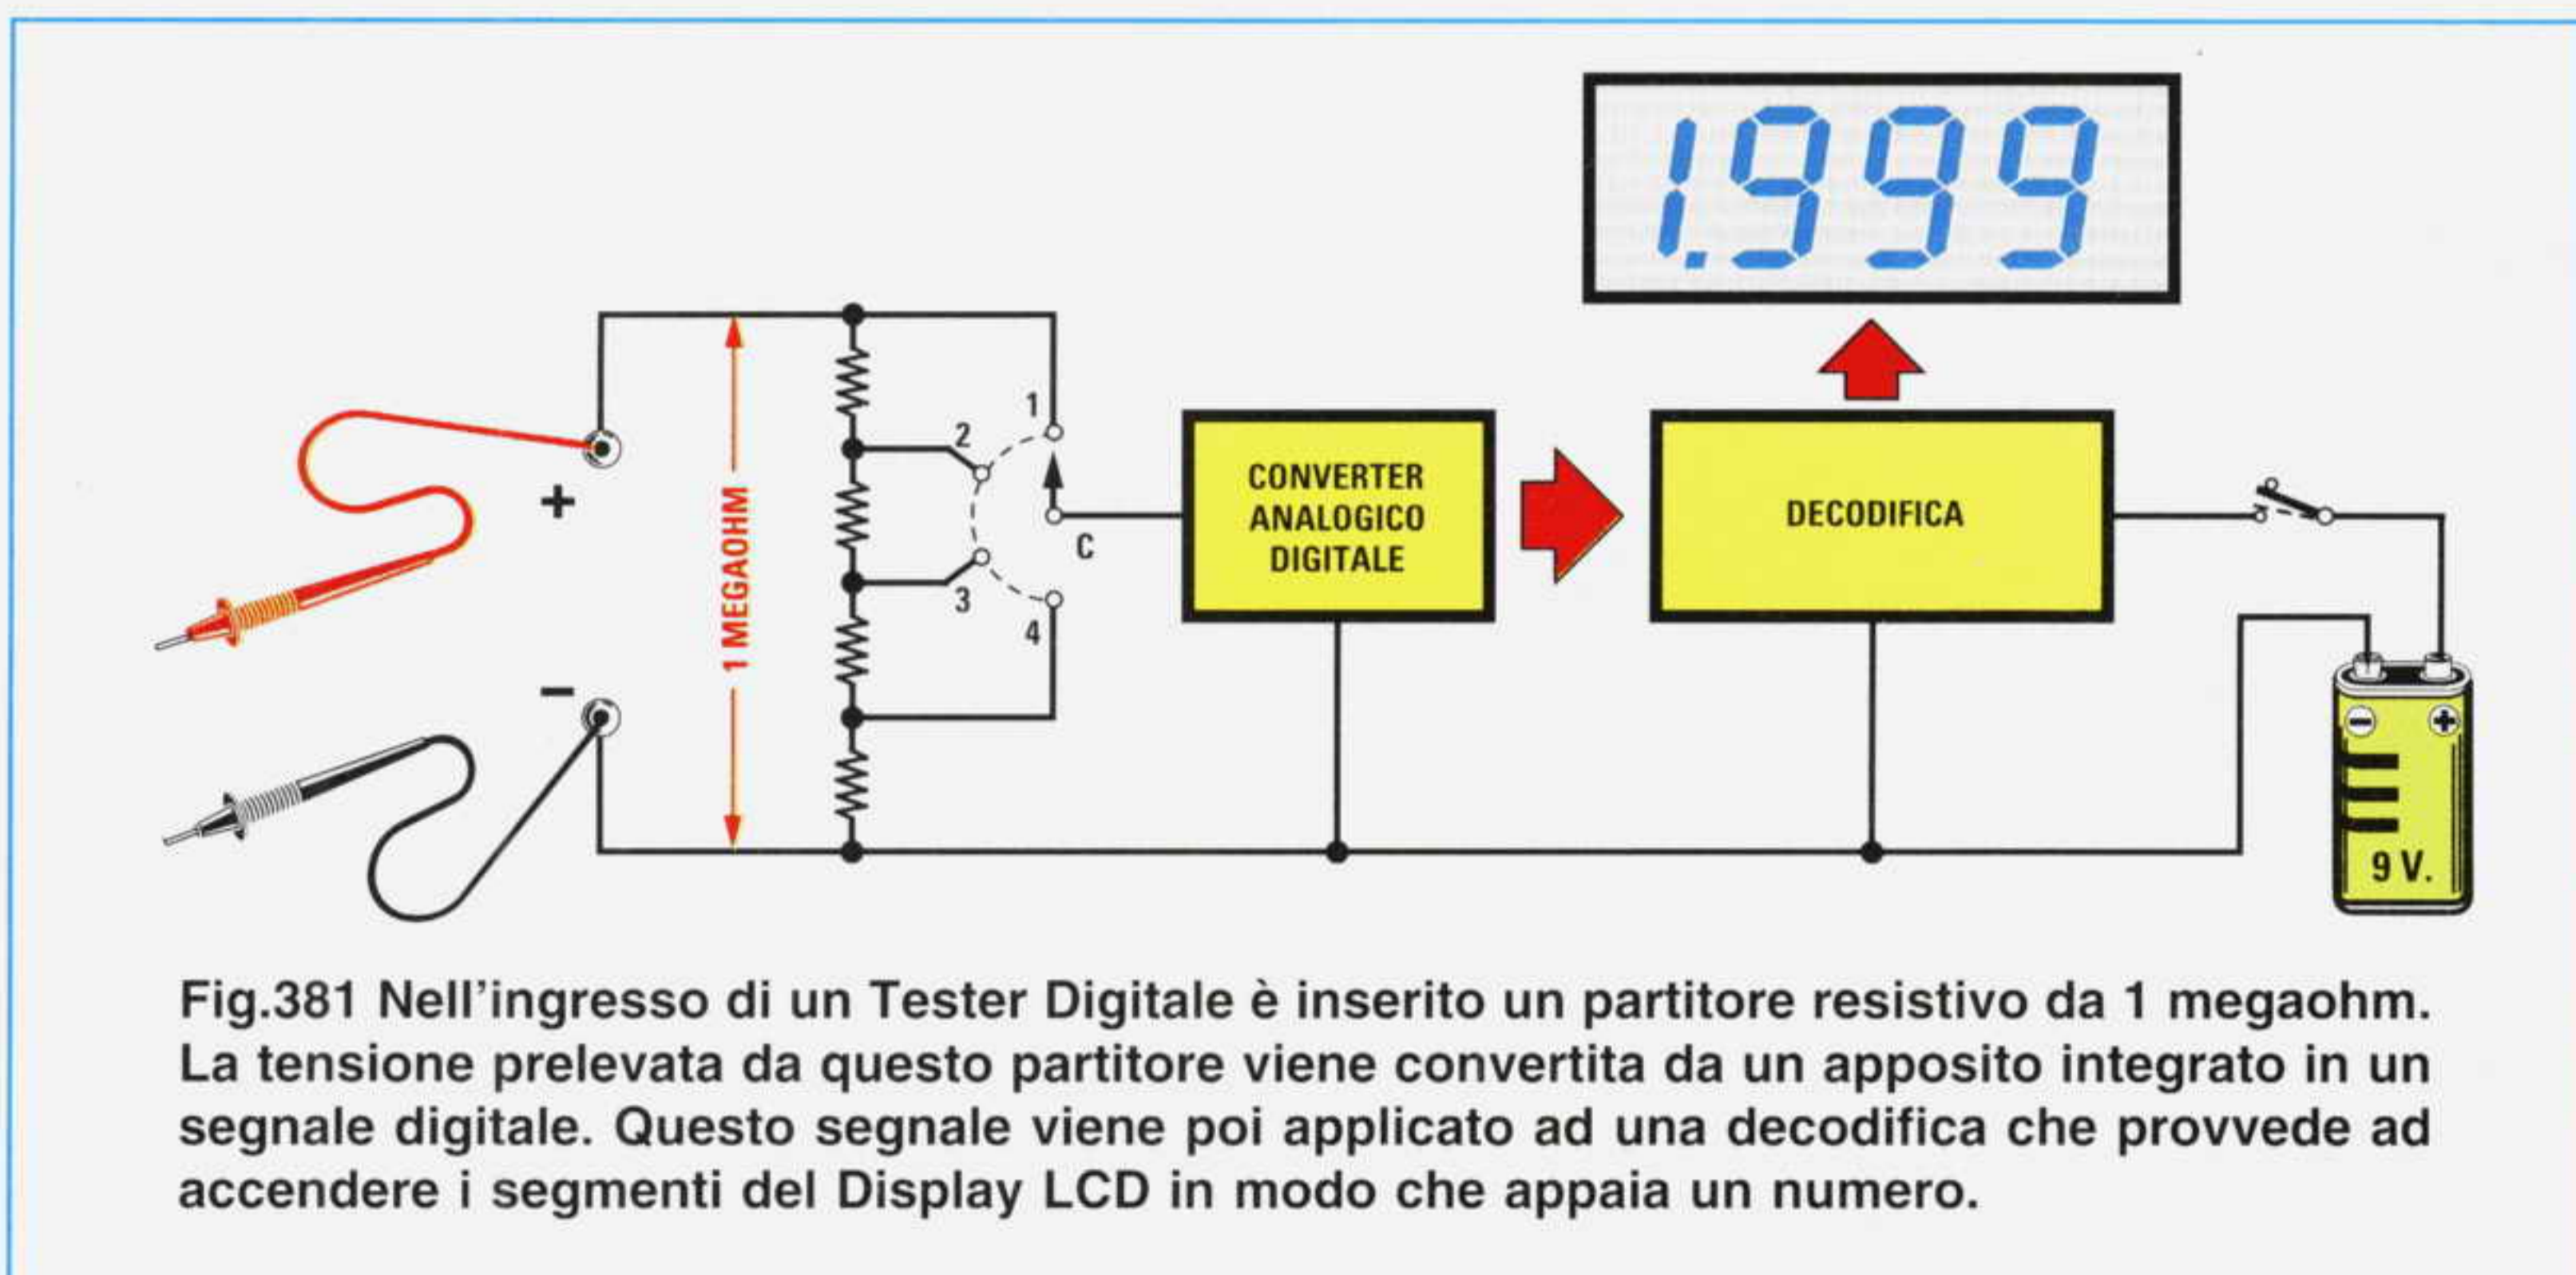 1.999
1
2
+
1 MEGAOHM
C
3
4
CONVERTER
ANALOGICO
DIGITALE
DECODIFICA
−
− +
9 V.
Fig.381 Nell'ingresso di un Tester Digitale è inserito un partitore resistivo da 1 megaohm.
La tensione prelevata da questo partitore viene convertita da un apposito integrato in un
segnale digitale. Questo segnale viene poi applicato ad una decodifica che provvede ad
accendere i segmenti del Display LCD in modo che appaia un numero.